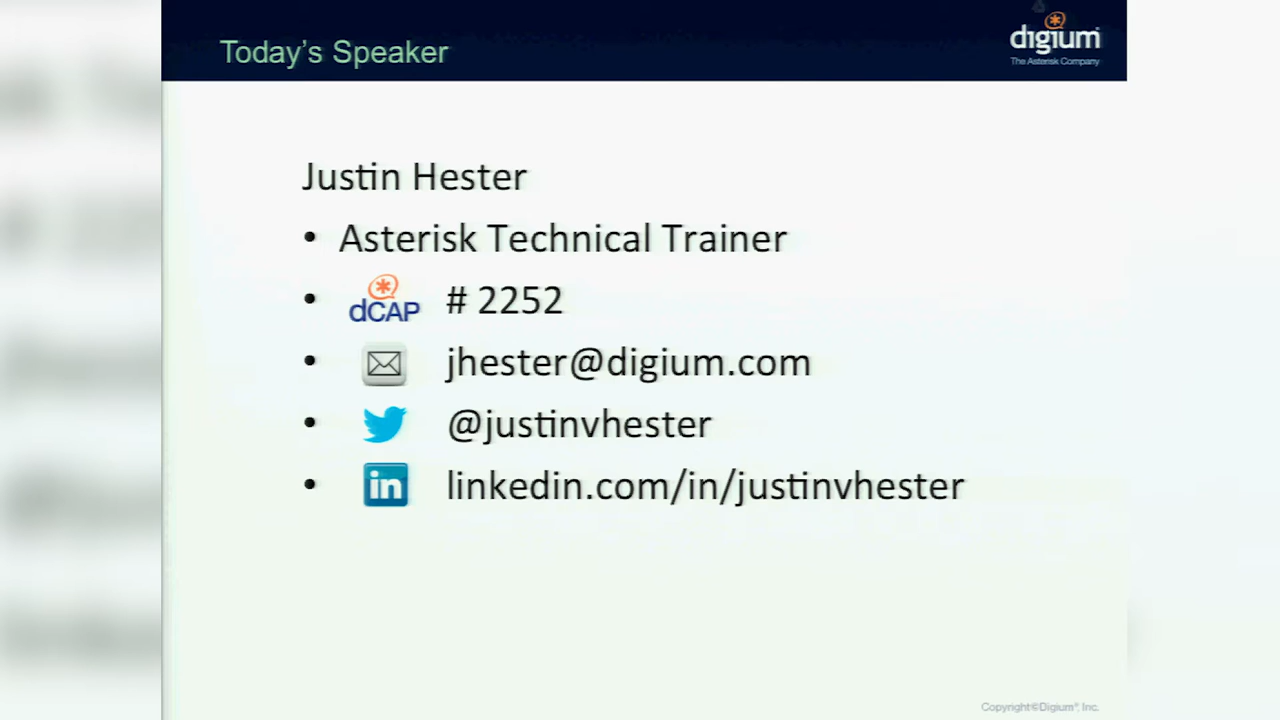 Today's Speaker
digium
The Asterisk Company
Justin Hester
• Asterisk Technical Trainer
• dCAP # 2252
• jhester@digium.com
• @justinvhester
• in linkedin.com/in/justinvhester
Copyright©Digium®, Inc.